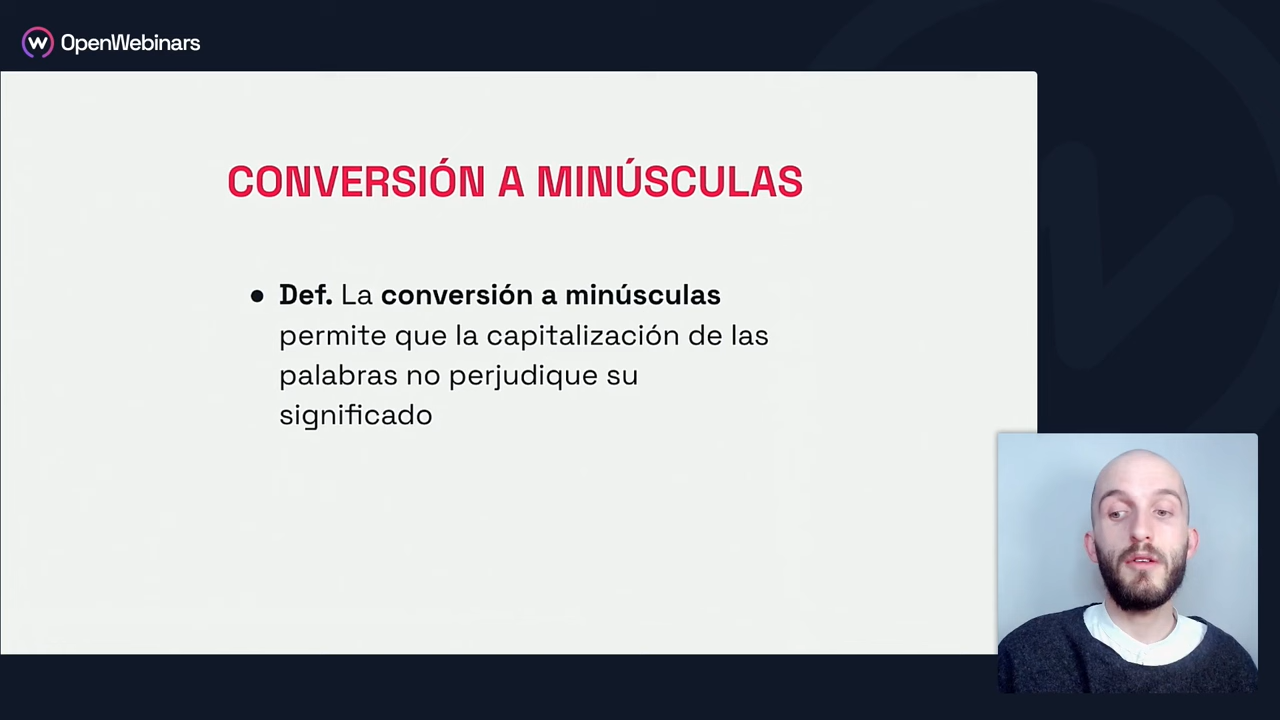 OpenWebinars
CONVERSIÓN A MINÚSCULAS
● Def. La conversión a minúsculas
permite que la capitalización de las
palabras no perjudique su
significado